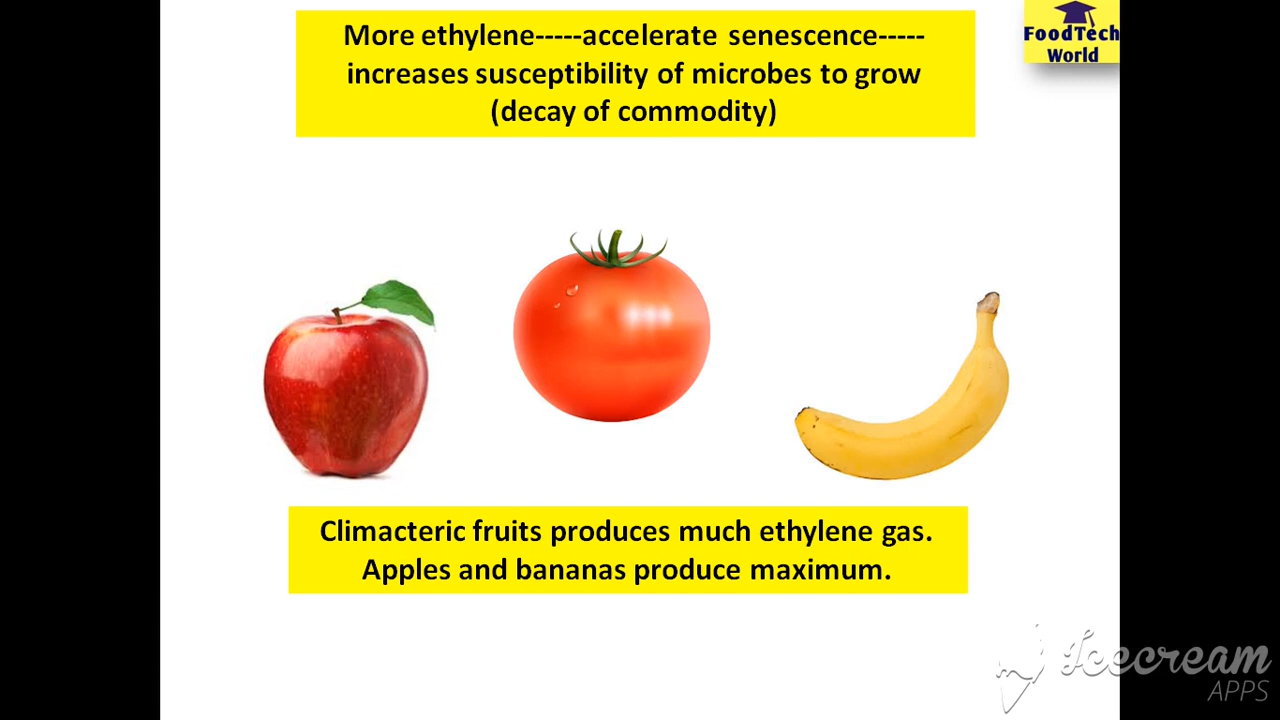 More ethylene-----accelerate senescence-----
increases susceptibility of microbes to grow
(decay of commodity)
FoodTech
World
Climacteric fruits produces much ethylene gas.
Apples and bananas produce maximum.
Icecream
APPS